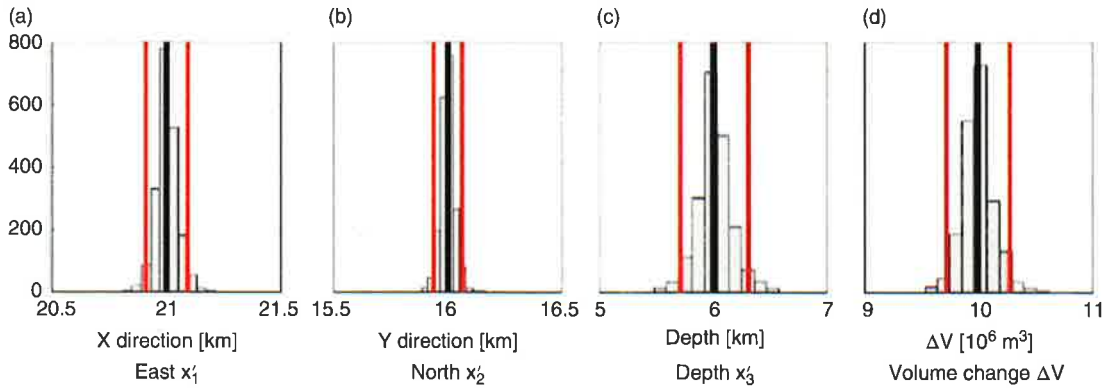 (a) (b) (c) (d)
800
600
400
200
0
20.5 21 21.5 15.5 16 16.5 5 6 7 9 10 11
X direction [km] Y direction [km] Depth [km] ΔV [10⁶ m³]
East x′₁ North x′₂ Depth x′₃ Volume change ΔV